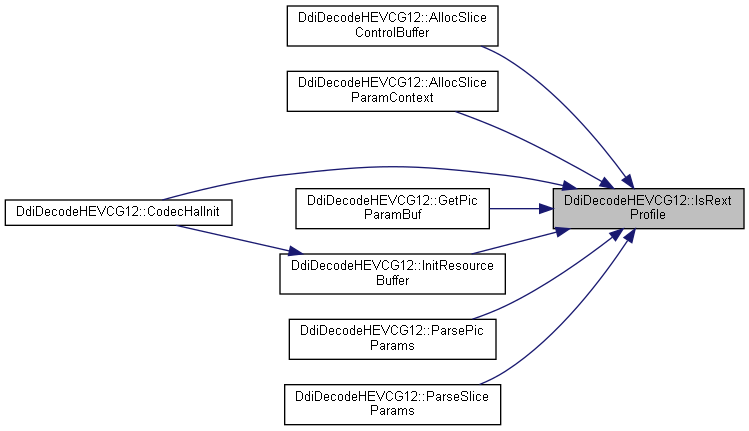 DdiDecodeHEVCG12::AllocSlice
ControlBuffer
DdiDecodeHEVCG12::AllocSlice
ParamContext
DdiDecodeHEVCG12::CodecHalInit
DdiDecodeHEVCG12::GetPic
ParamBuf
DdiDecodeHEVCG12::IsRext
Profile
DdiDecodeHEVCG12::InitResource
Buffer
DdiDecodeHEVCG12::ParsePic
Params
DdiDecodeHEVCG12::ParseSlice
Params